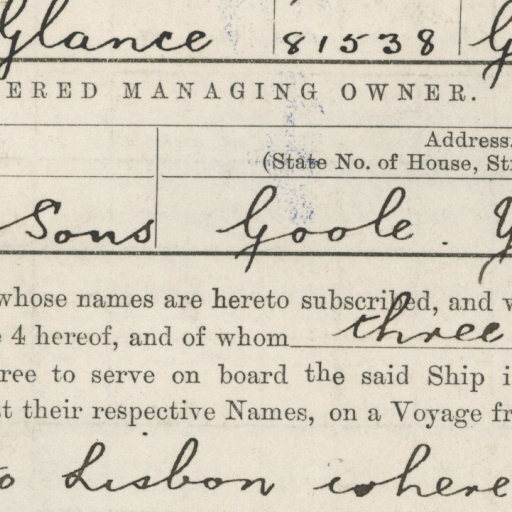 Glance 81538 G
ERED MANAGING OWNER.
Address.
(State No. of House, Str
Sons Goole. Y
whose names are hereto subscribed, and w
e 4 hereof, and of whom three
ree to serve on board the said Ship i
st their respective Names, on a Voyage fr
to Lisbon where